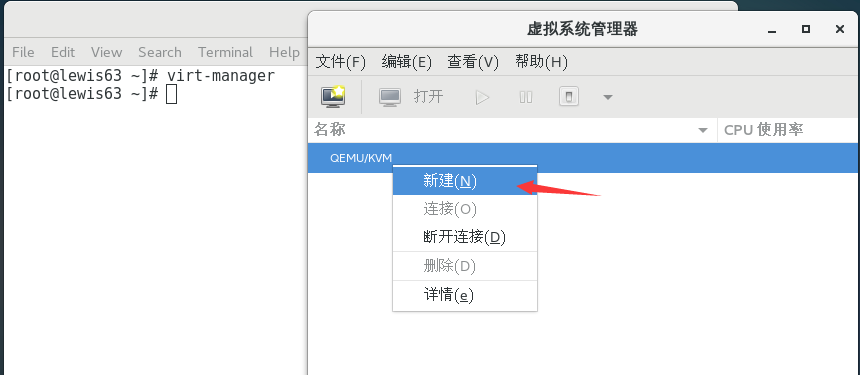 File Edit View Search Terminal Help
[root@lewis63 ~]# virt-manager
[root@lewis63 ~]#
虚拟系统管理器
文件(F) 编辑(E) 查看(V) 帮助(H)
打开
名称 CPU 使用率
QEMU/KVM
新建(N)
连接(O)
断开连接(D)
删除(D)
详情(e)